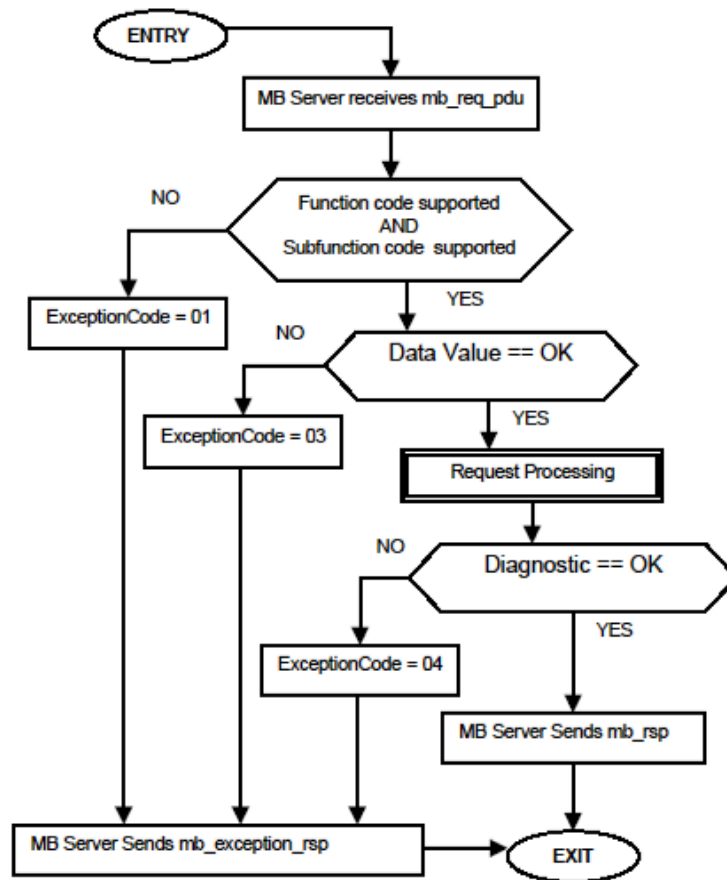 ENTRY
MB Server receives mb_req_pdu
NO
Function code supported
AND
Subfunction code supported
YES
ExceptionCode = 01
NO
Data Value == OK
YES
ExceptionCode = 03
Request Processing
NO
Diagnostic == OK
YES
ExceptionCode = 04
MB Server Sends mb_rsp
MB Server Sends mb_exception_rsp
EXIT